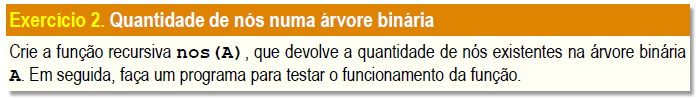 Exercício 2. Quantidade de nós numa árvore binária
Crie a função recursiva nos(A), que devolve a quantidade de nós existentes na árvore binária
A. Em seguida, faça um programa para testar o funcionamento da função.